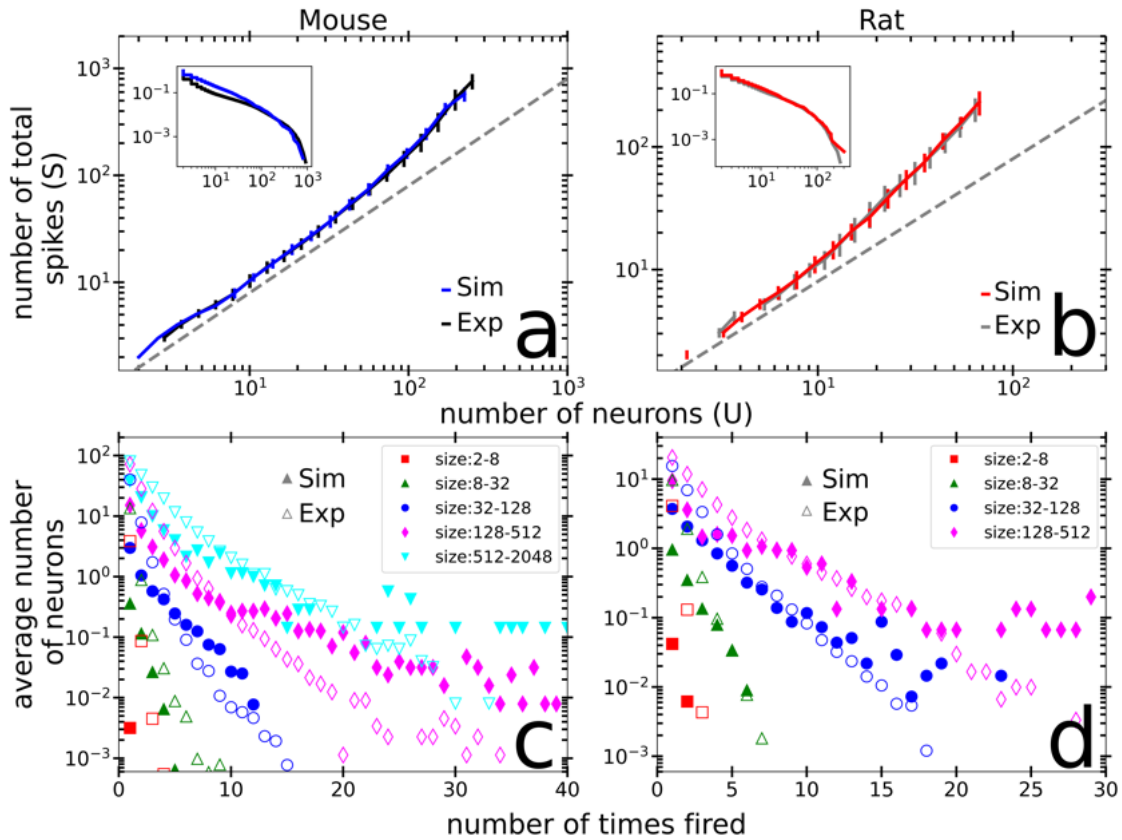 Mouse
Rat
number of total
spikes (S)
10³
10²
10¹
10⁻¹
10⁻³
10¹
10²
10³
Sim
Exp
a
10¹
10²
10³
10²
10¹
10⁻¹
10⁻³
10¹
10²
Sim
Exp
b
10¹
10²
number of neurons (U)
average number
of neurons
10²
10¹
10⁰
10⁻¹
10⁻²
10⁻³
Sim
Exp
size:2-8
size:8-32
size:32-128
size:128-512
size:512-2048
c
0
10
20
30
40
10¹
10⁰
10⁻¹
10⁻²
10⁻³
Sim
Exp
size:2-8
size:8-32
size:32-128
size:128-512
d
0
5
10
15
20
25
30
number of times fired